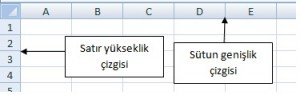 A B C D E
1
2
3
4
5
Satır yükseklik
çizgisi
Sütun genişlik
çizgisi